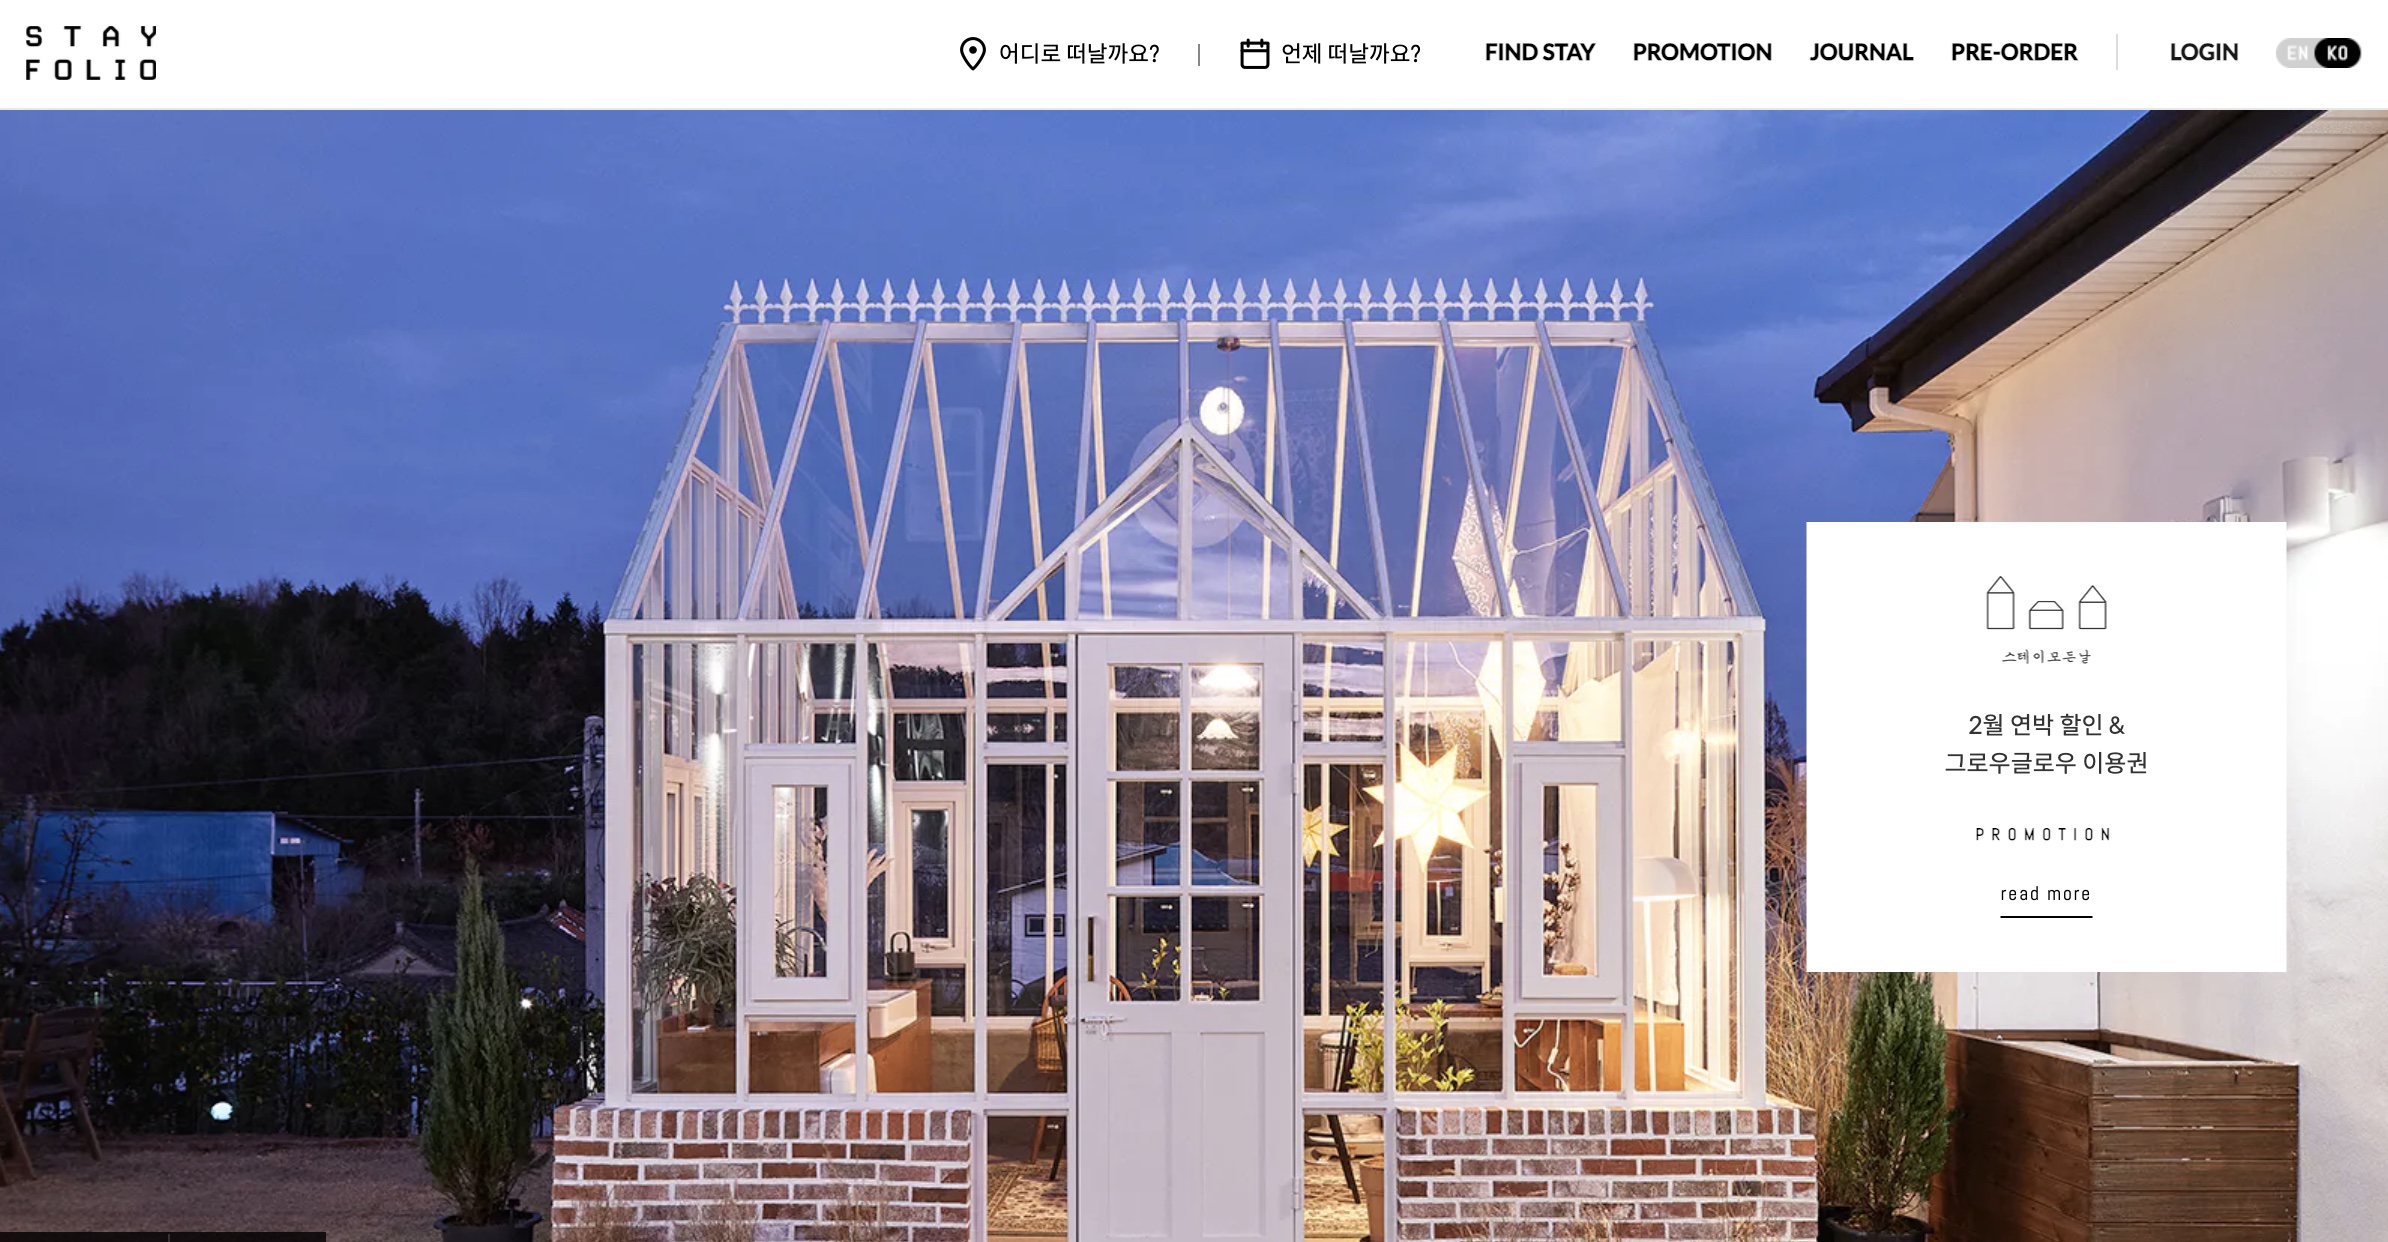 STAY
FOLIO
어디로 떠날까요?
언제 떠날까요?
FIND STAY
PROMOTION
JOURNAL
PRE-ORDER
LOGIN
EN KO
스테이모든날
2월 연박 할인 &
그로우글로우 이용권
PROMOTION
read more